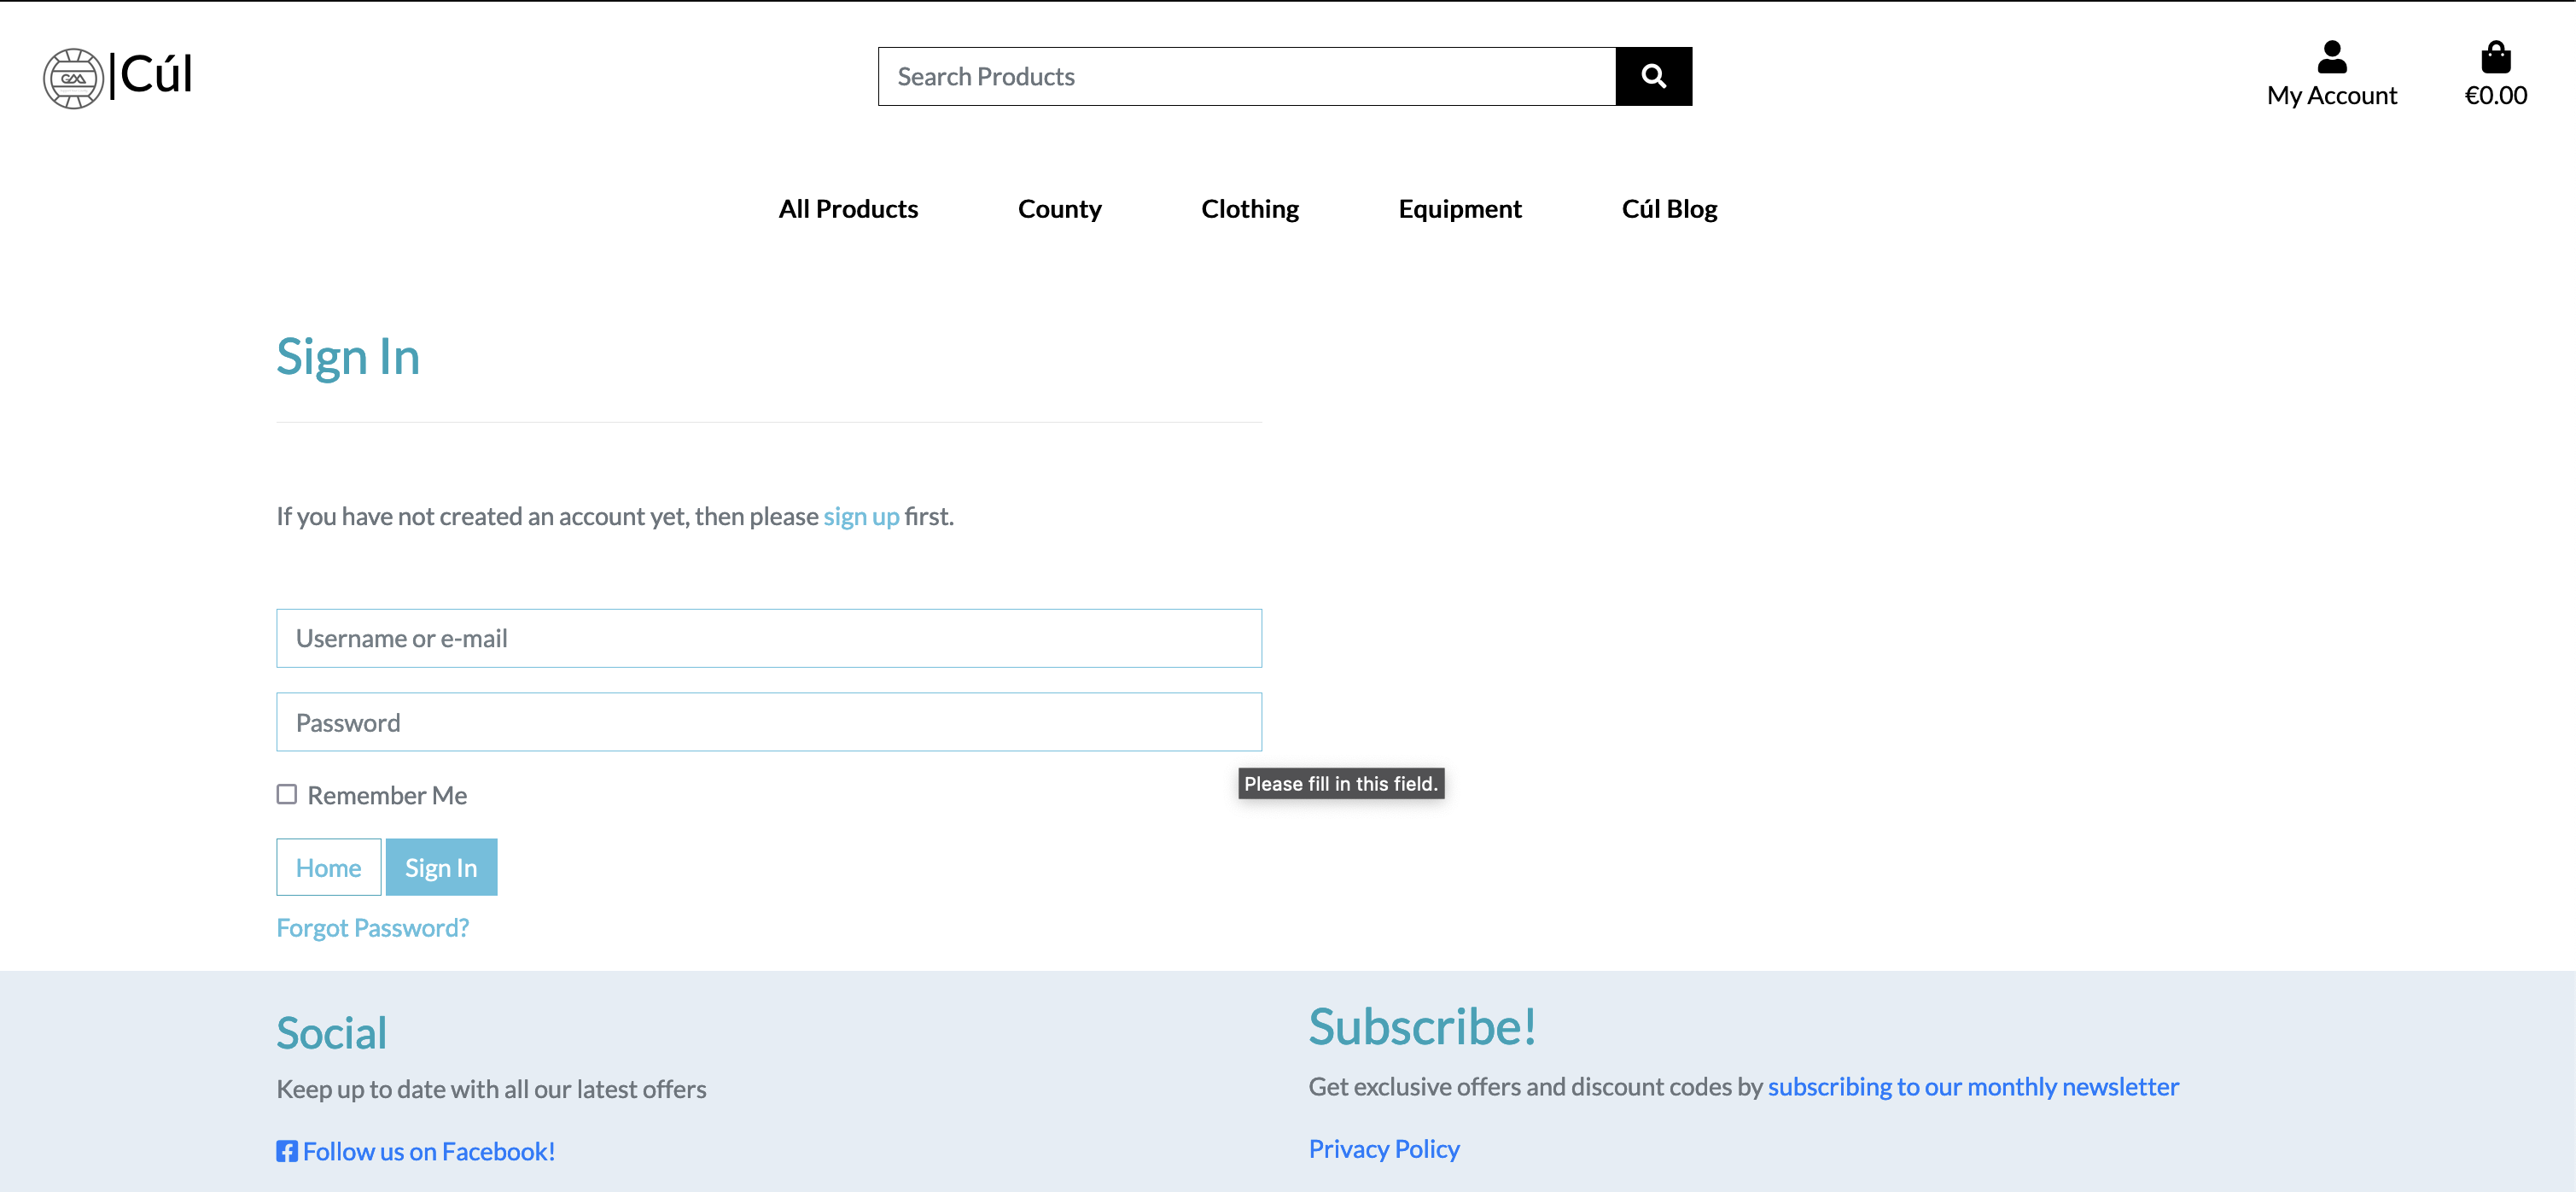 GAA
|Cúl
Search Products
My Account
€0.00
All Products County Clothing Equipment Cúl Blog
Sign In
If you have not created an account yet, then please sign up first.
Username or e-mail
Password
Please fill in this field.
Remember Me
Home Sign In
Forgot Password?
Social
Keep up to date with all our latest offers
Follow us on Facebook!
Subscribe!
Get exclusive offers and discount codes by subscribing to our monthly newsletter
Privacy Policy